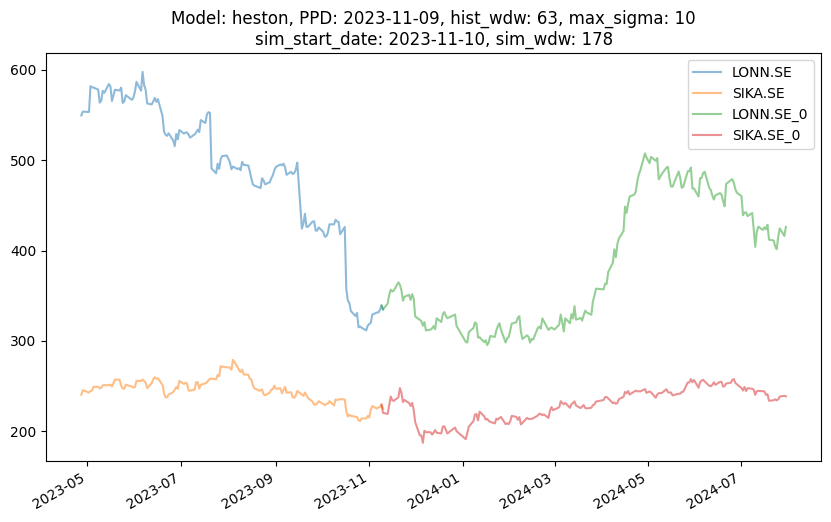 Model: heston, PPD: 2023-11-09, hist_wdw: 63, max_sigma: 10
sim_start_date: 2023-11-10, sim_wdw: 178
LONN.SE
SIKA.SE
LONN.SE_0
SIKA.SE_0
600
500
400
300
200
2023-05
2023-07
2023-09
2023-11
2024-01
2024-03
2024-05
2024-07